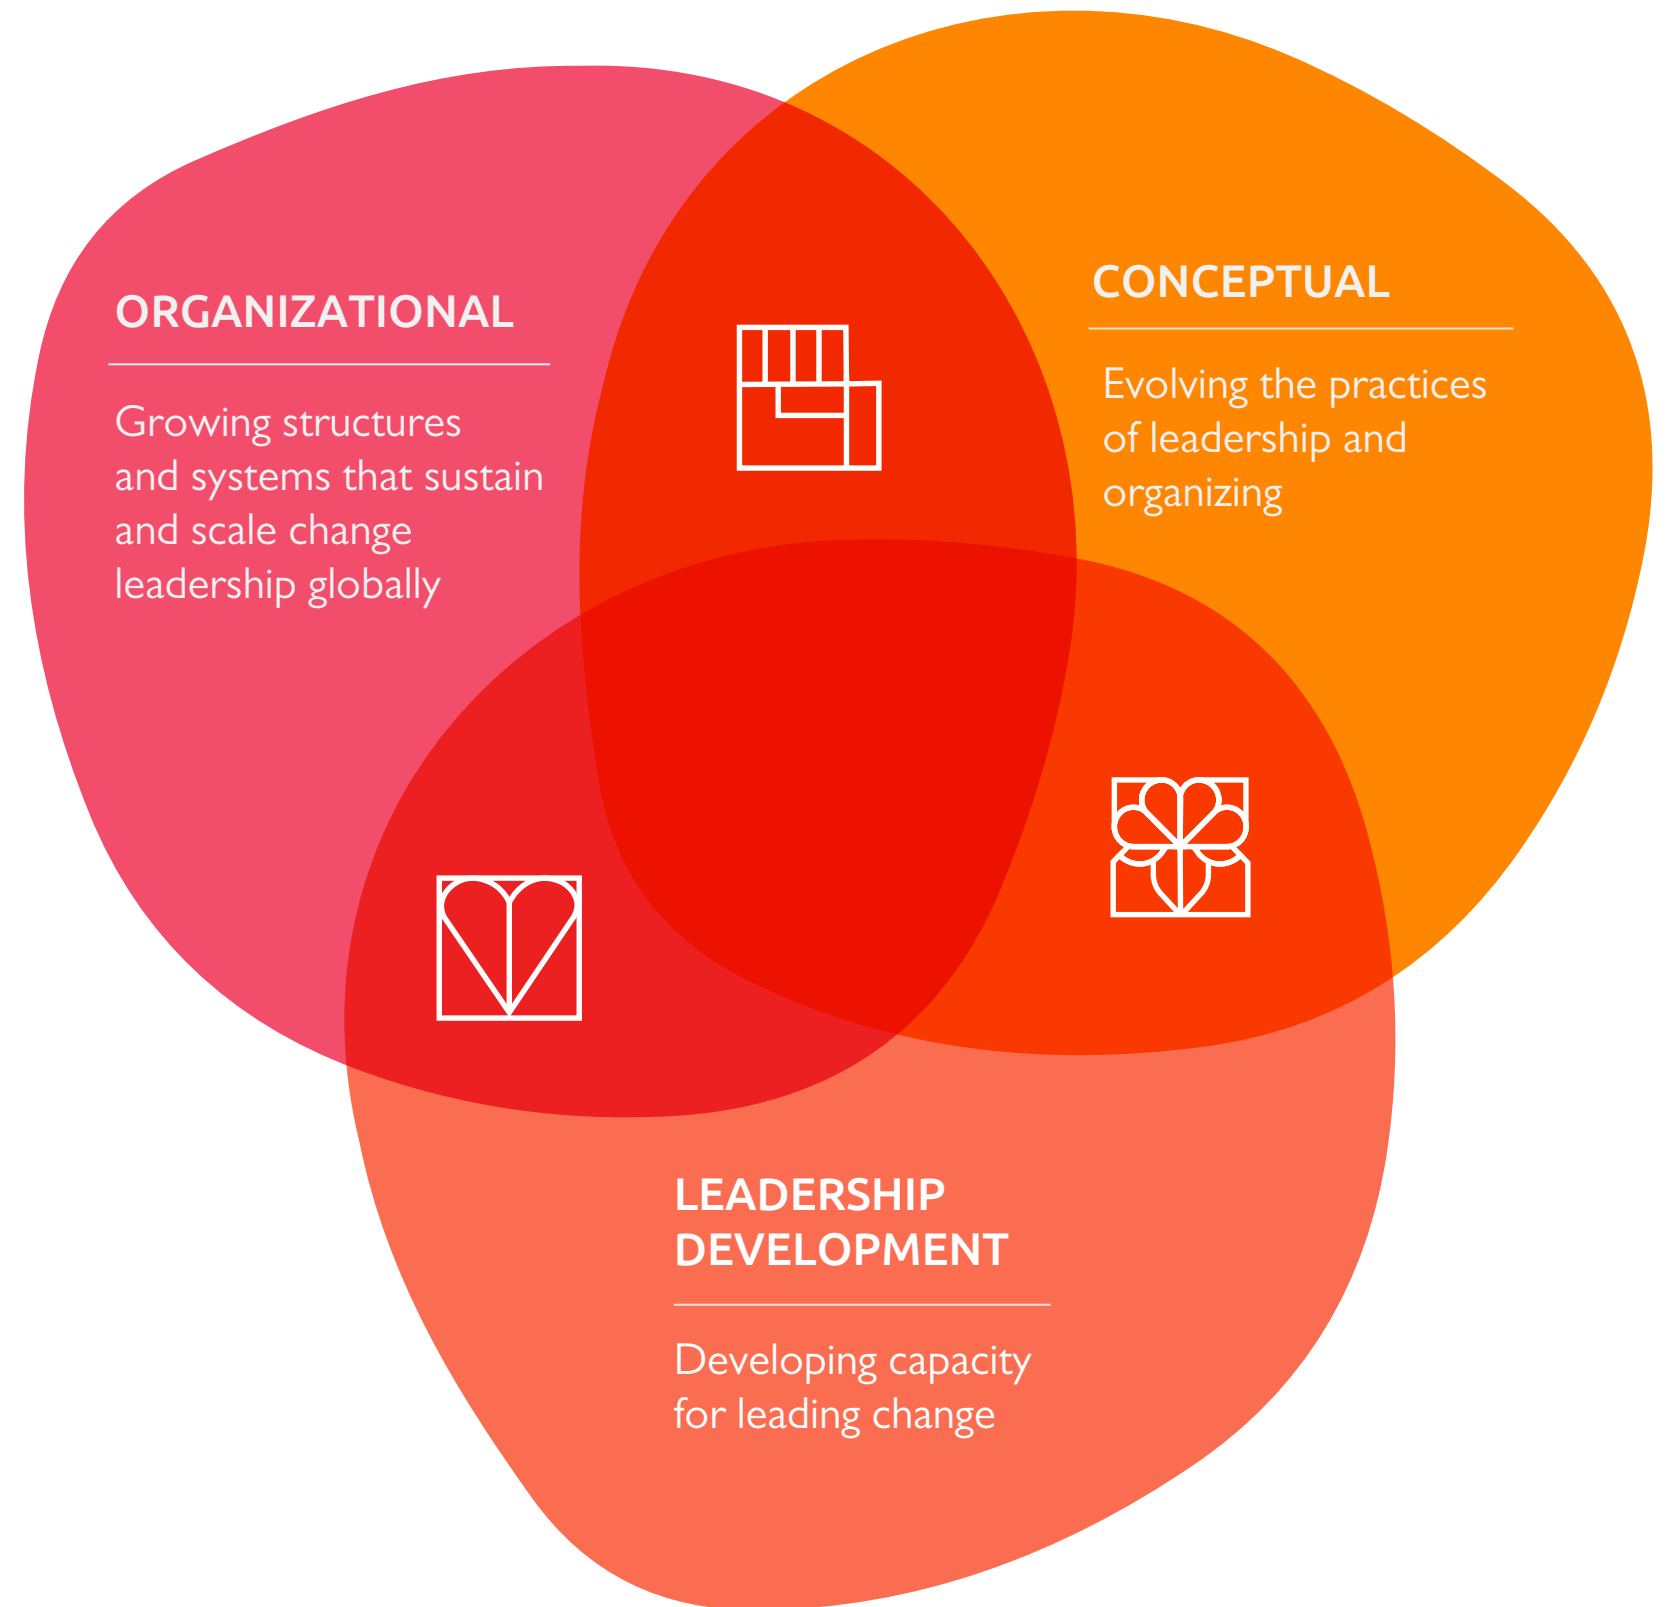 ORGANIZATIONAL
Growing structures
and systems that sustain
and scale change
leadership globally
CONCEPTUAL
Evolving the practices
of leadership and
organizing
LEADERSHIP
DEVELOPMENT
Developing capacity
for leading change